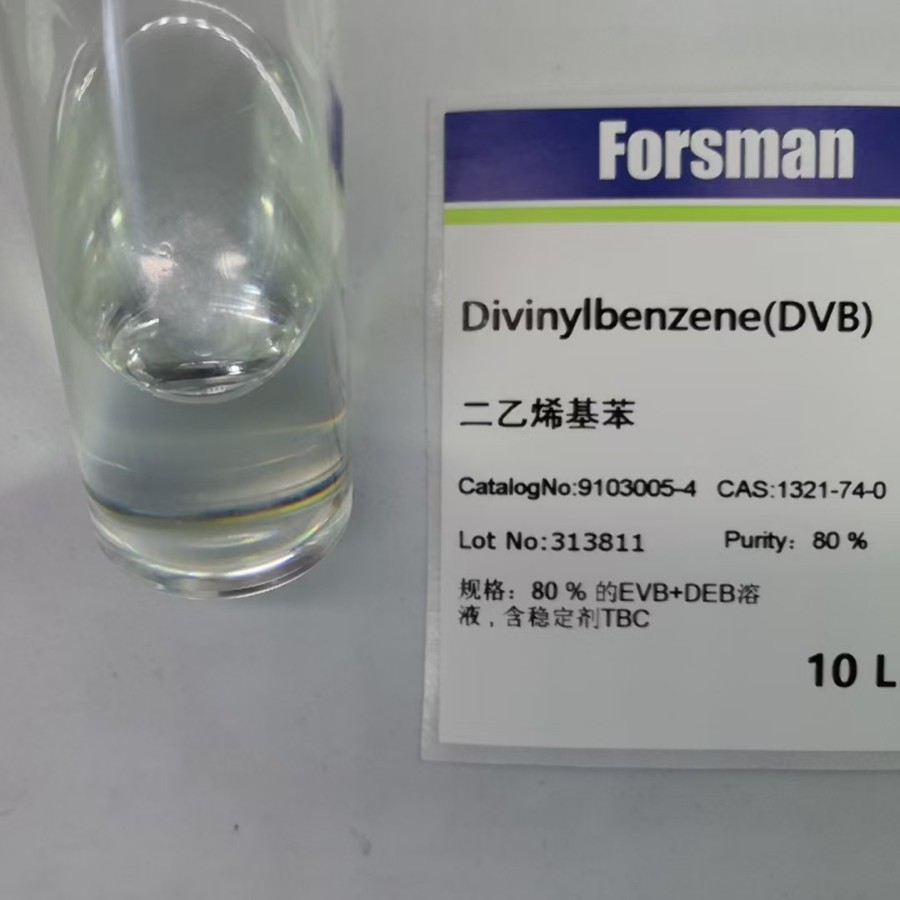 Forsman
Divinylbenzene(DVB)
二乙烯基苯
CatalogNo:9103005-4 CAS:1321-74-0
Lot No:313811 Purity: 80 %
规格: 80 % 的EVB+DEB溶
液,含稳定剂TBC
10 L